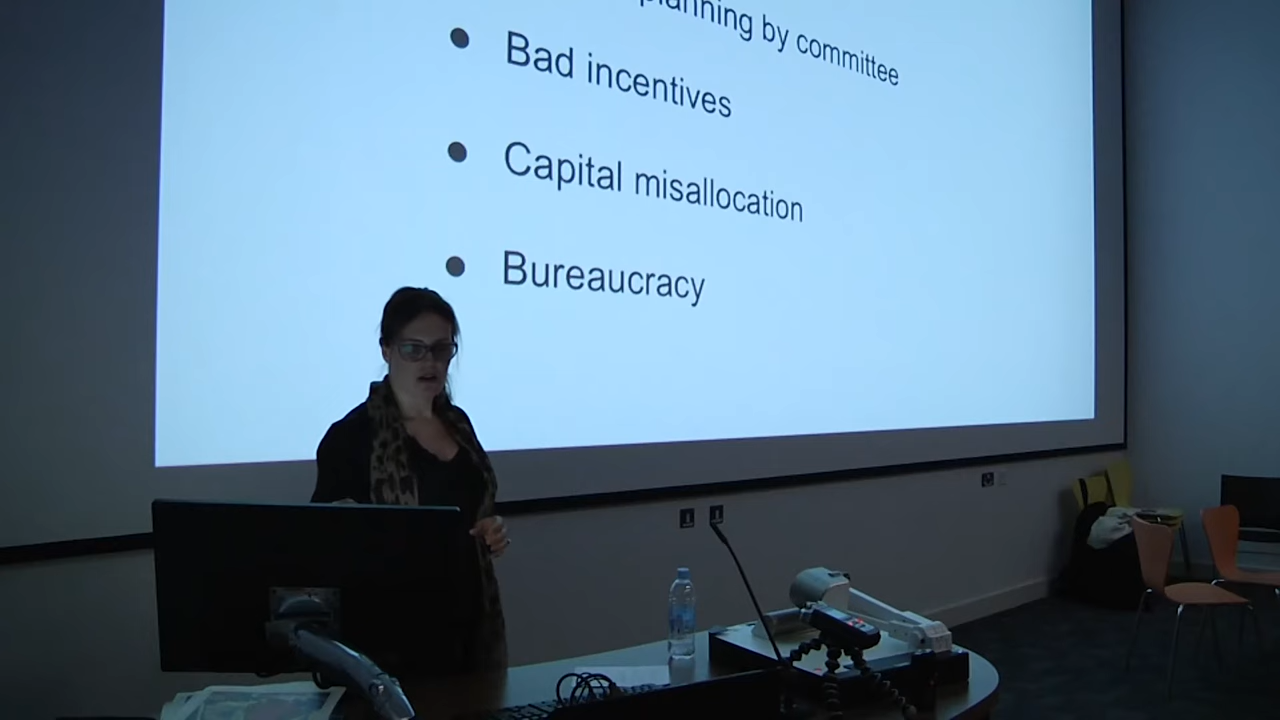 planning by committee
Bad incentives
Capital misallocation
Bureaucracy